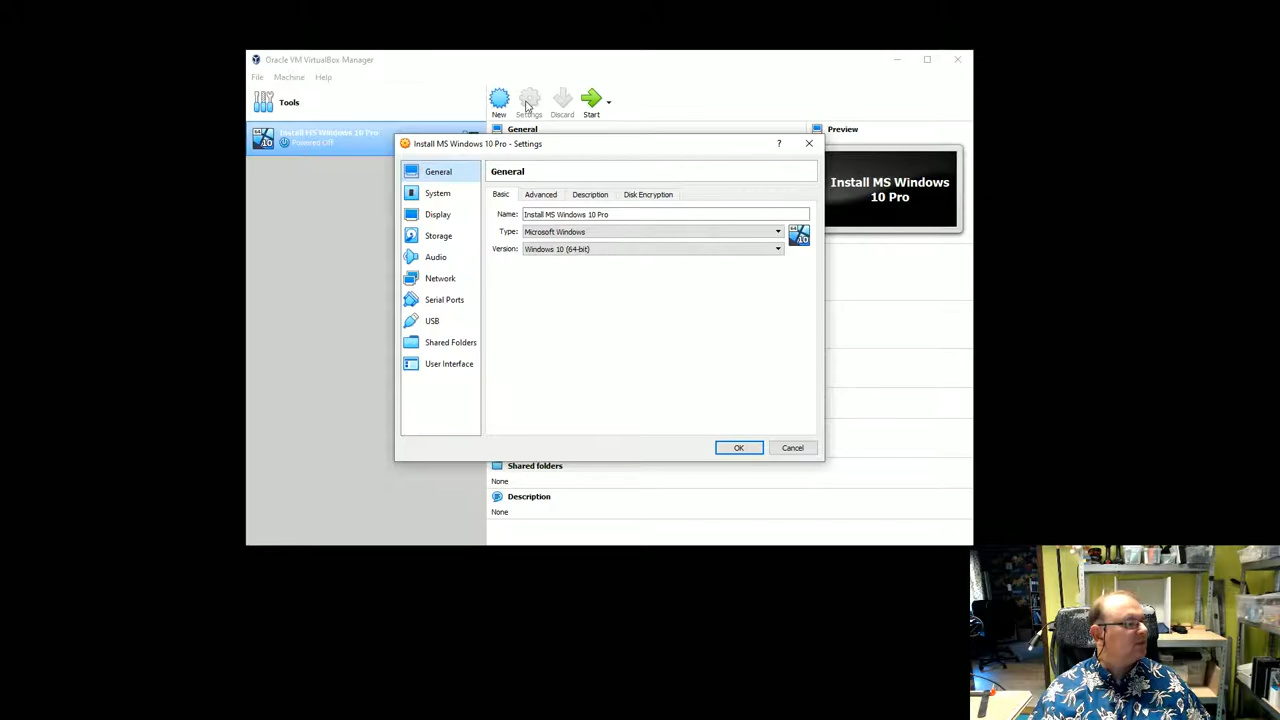 Oracle VM VirtualBox Manager
File Machine Help
Tools
New Settings Discard Start
Install MS Windows 10 Pro
Powered Off
General
Preview
Install MS Windows 10 Pro - Settings
?
General
System
Display
Storage
Audio
Network
Serial Ports
USB
Shared Folders
User Interface
General
Basic Advanced Description Disk Encryption
Name: Install MS Windows 10 Pro
Type: Microsoft Windows
Version: Windows 10 (64-bit)
64
10
OK Cancel
Install MS Windows
10 Pro
Shared folders
None
Description
None